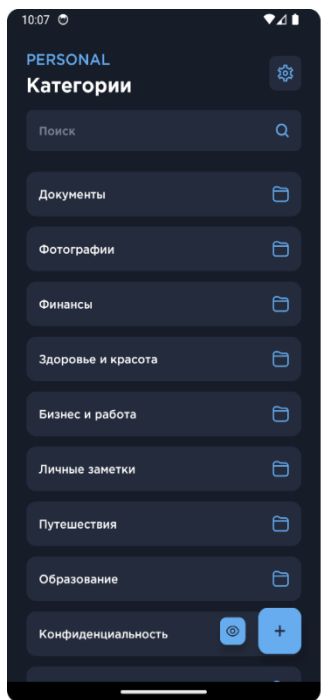 10:07
PERSONAL
Категории
Поиск
Документы
Фотографии
Финансы
Здоровье и красота
Бизнес и работа
Личные заметки
Путешествия
Образование
Конфиденциальность